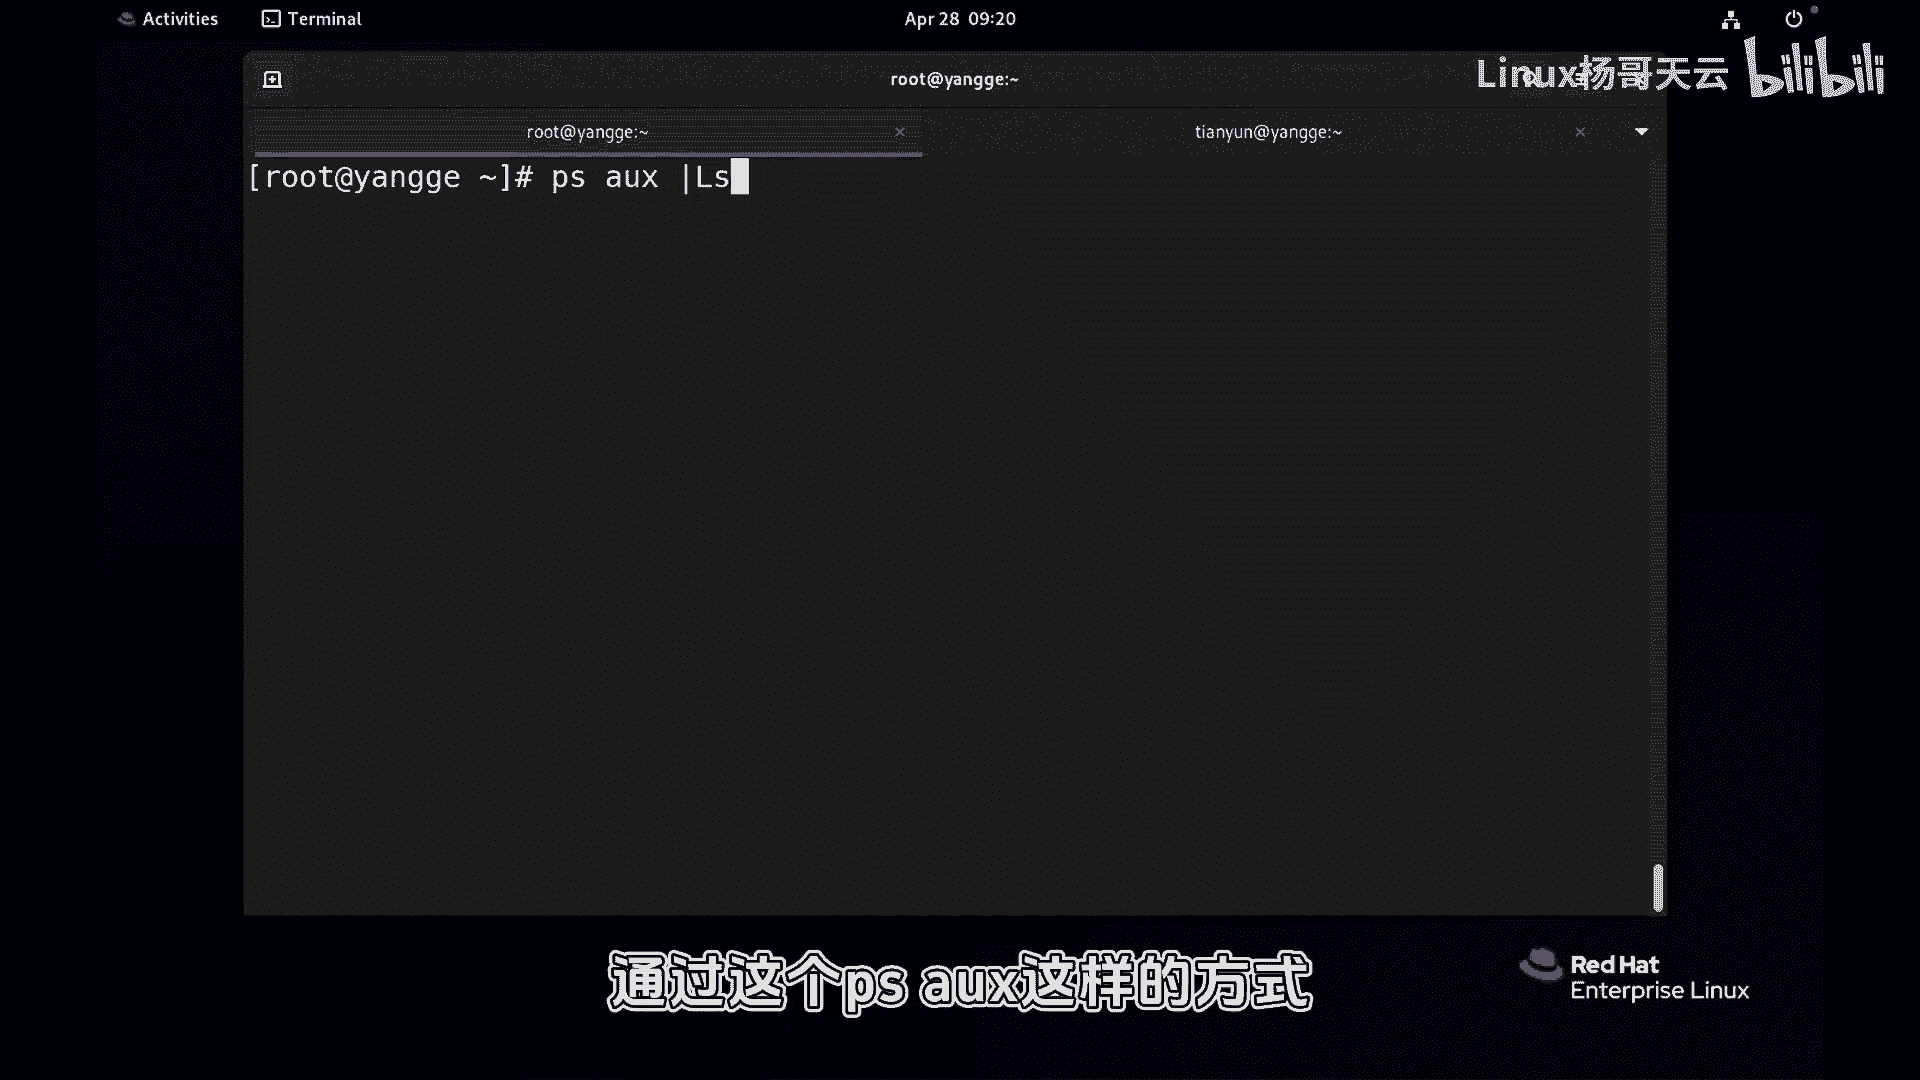 Activities Terminal Apr 28 09:20
root@yangge:~
Linux杨哥天云 bilibili
root@yangge:~ × tianyun@yangge:~ ×
[root@yangge ~]# ps aux |Ls
通过这个ps aux这样的方式
Red Hat
Enterprise Linux